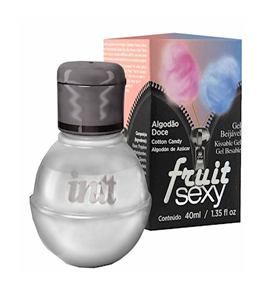 intt
Algodão
Doce
Cotton Candy
Algodón de Azúcar
Gel
Beijável
Kissable Gel
Gel Besable
fruit
sexy
Conteúdo 40ml / 1.35 fl oz